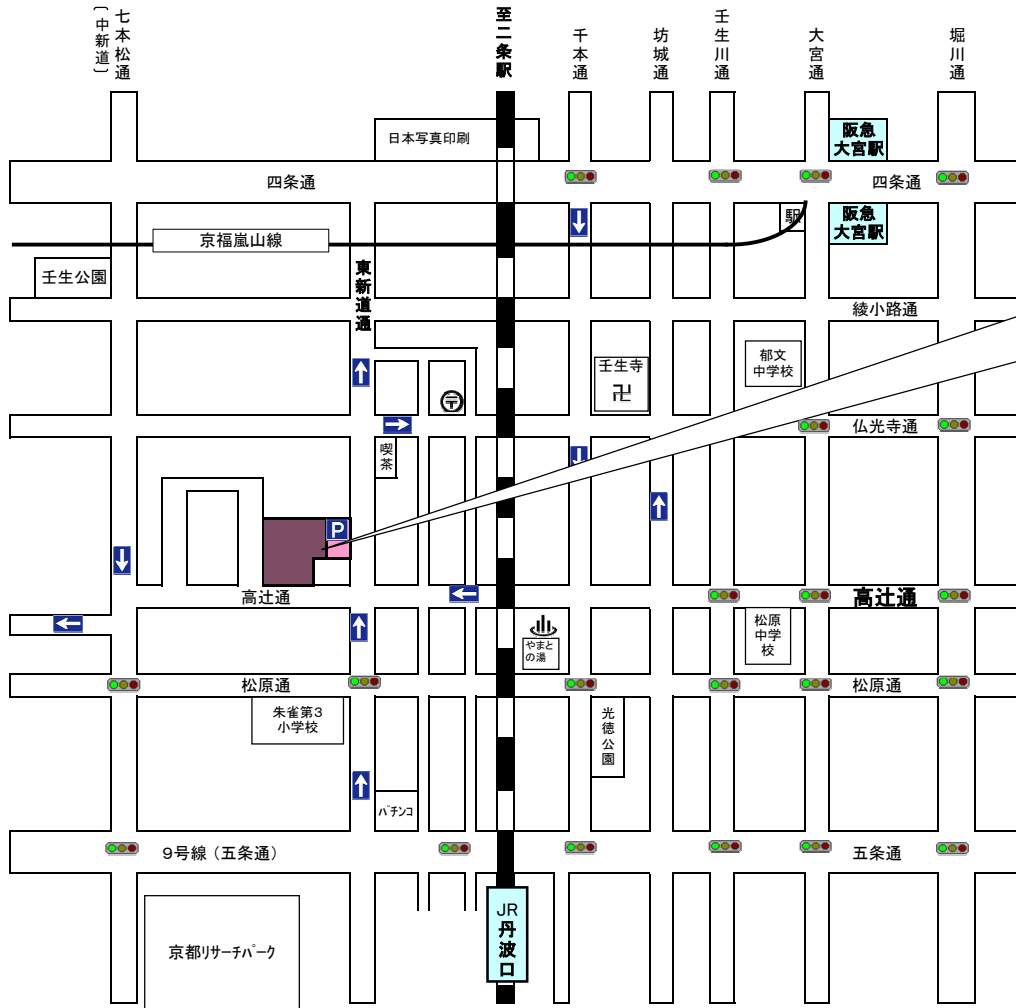 〔中新道〕
七本松通
至二条駅
千本通
坊城通
壬生川通
大宮通
堀川通
日本写真印刷
阪急
大宮駅
四条通
四条通
駅
阪急
大宮駅
京福嵐山線
壬生公園
東新道通
綾小路通
壬生寺
卍
郁文
中学校
〒
仏光寺通
喫茶
P
高辻通
高辻通
やまと
の湯
松原
中学
校
松原通
松原通
朱雀第3
小学校
光徳公園
パチンコ
9号線(五条通)
五条通
JR
丹波口
京都リサーチパーク